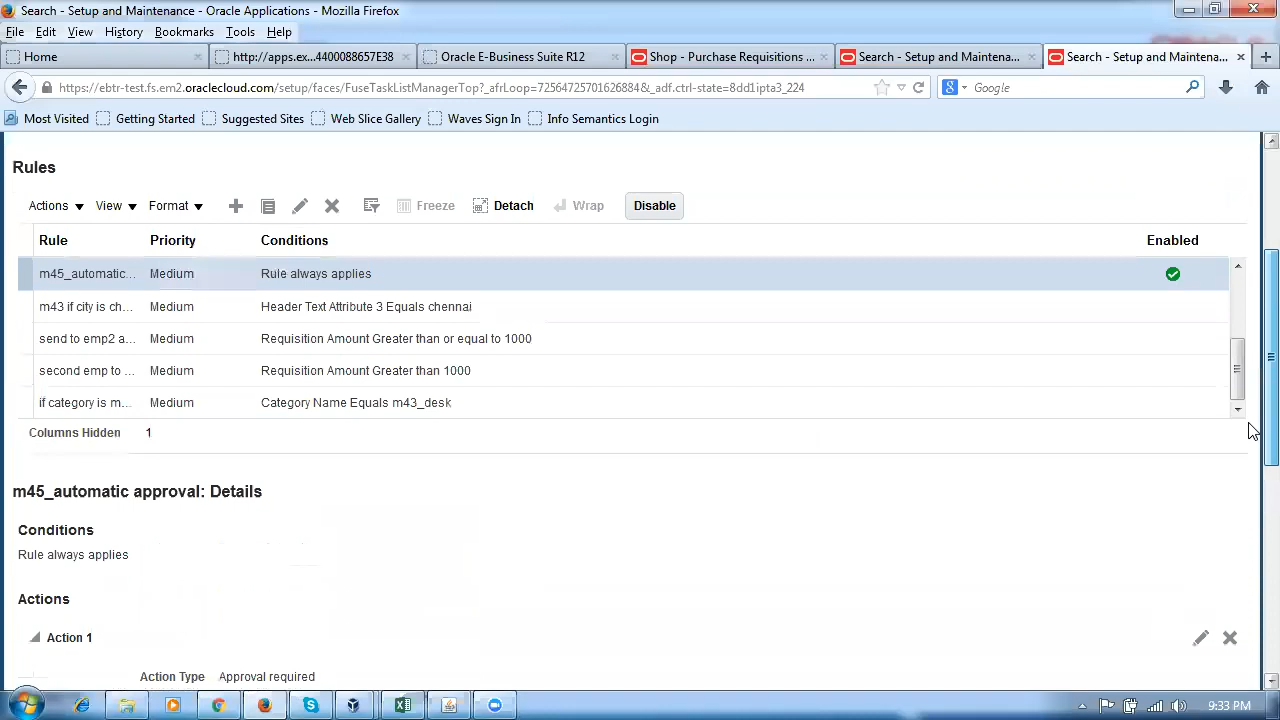 Search - Setup and Maintenance - Oracle Applications - Mozilla Firefox
File Edit View History Bookmarks Tools Help
Home
http://apps.ex...4400088657E38
Oracle E-Business Suite R12
Shop - Purchase Requisitions ...
Search - Setup and Maintena...
Search - Setup and Maintena...
https://ebtr-test.fs.em2.oraclecloud.com/setup/faces/FuseTaskListManagerTop?_afrLoop=72564725701626884&_adf.ctrl-state=8dd1ipta3_224
Google
Most Visited Getting Started Suggested Sites Web Slice Gallery Waves Sign In Info Semantics Login
Rules
Actions View Format Freeze Detach Wrap Disable
Rule Priority Conditions Enabled
m45_automatic... Medium Rule always applies
m43 if city is ch... Medium Header Text Attribute 3 Equals chennai
send to emp2 a... Medium Requisition Amount Greater than or equal to 1000
second emp to ... Medium Requisition Amount Greater than 1000
if category is m... Medium Category Name Equals m43_desk
Columns Hidden 1
m45_automatic approval: Details
Conditions
Rule always applies
Actions
Action 1
Action Type Approval required
9:33 PM